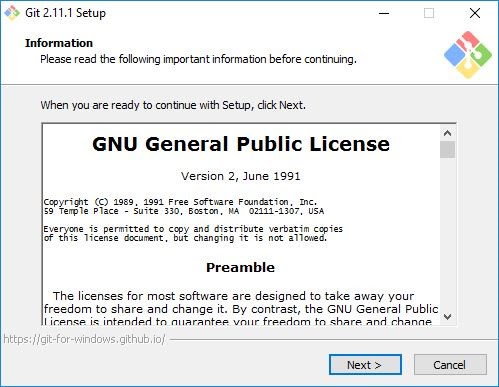 Git 2.11.1 Setup
Information
Please read the following important information before continuing.
When you are ready to continue with Setup, click Next.
GNU General Public License
Version 2, June 1991
Copyright (C) 1989, 1991 Free Software Foundation, Inc.
59 Temple Place - Suite 330, Boston, MA 02111-1307, USA
Everyone is permitted to copy and distribute verbatim copies
of this license document, but changing it is not allowed.
Preamble
The licenses for most software are designed to take away your
freedom to share and change it. By contrast, the GNU General Public
License is intended to guarantee your freedom to share and change
https://git-for-windows.github.io/
Next >
Cancel